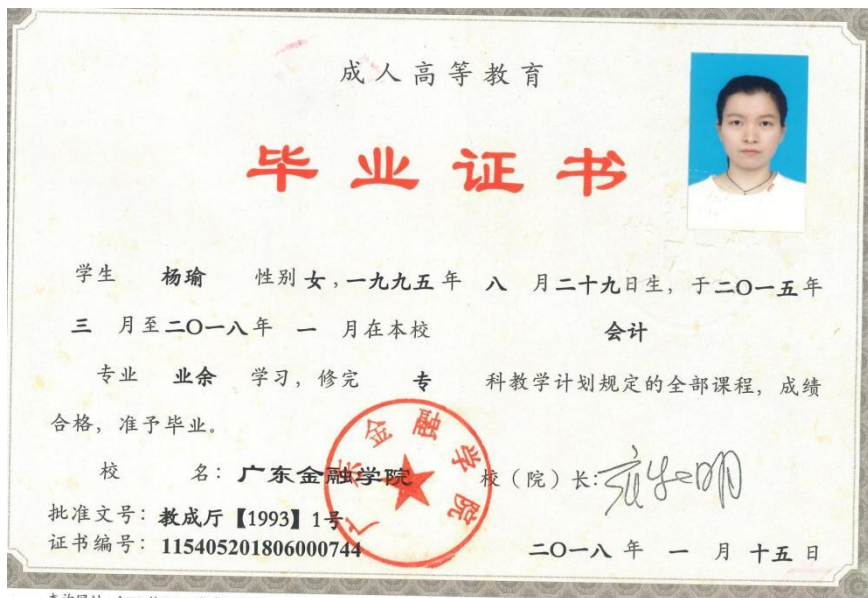 成人高等教育
毕业证书
学生 杨瑜 性别 女，一九九五年 八 月二十九日生，于二〇一五年
三 月至二〇一八年 一 月在本校 会计
专业 业余 学习，修完 专 科教学计划规定的全部课程，成绩
合格，准予毕业。
校 名：广东金融学院 校（院）长：
广东金融学院
批准文号：教成厅【1993】1号
证书编号：115405201806000744 二〇一八 年 一 月 十五 日